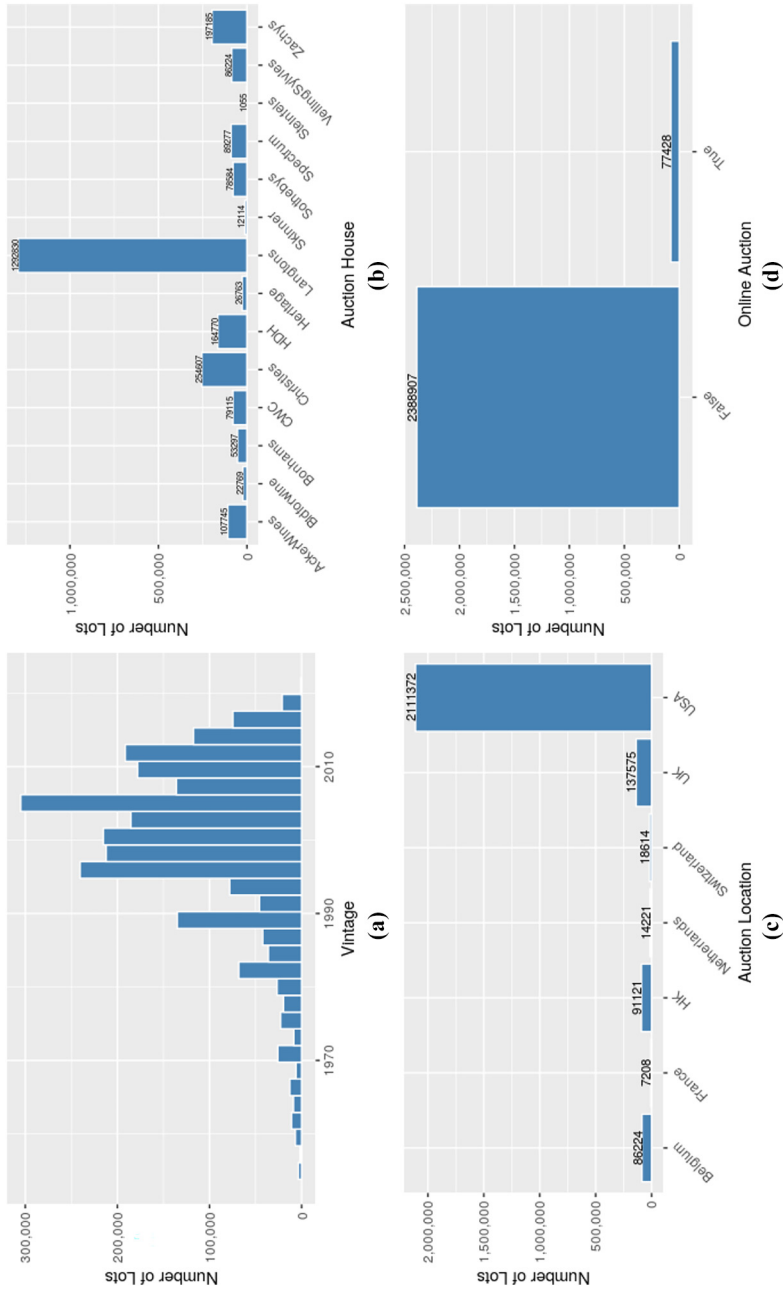 Number of Lots
300,000
200,000
100,000
0
1970
1990
2010
Vintage
(a)
Number of Lots
1,000,000
500,000
0
107745
22769
53297
79115
254607
164770
26763
1292830
12114
78584
89277
1055
86224
197185
AckerWines
Bidforwine
Bonhams
CWC
Christies
HDH
Heritage
Langtons
Skinner
Sothebys
Spectrum
Steinfels
VeilingSylvies
Zachys
Auction House
(b)
Number of Lots
2,000,000
1,500,000
1,000,000
500,000
0
86224
7208
91121
14221
18614
137575
2111372
Belgium
France
HK
Netherlands
Switzerland
UK
USA
Auction Location
(c)
Number of Lots
2,500,000
2,000,000
1,500,000
1,000,000
500,000
0
2388907
77428
False
True
Online Auction
(d)